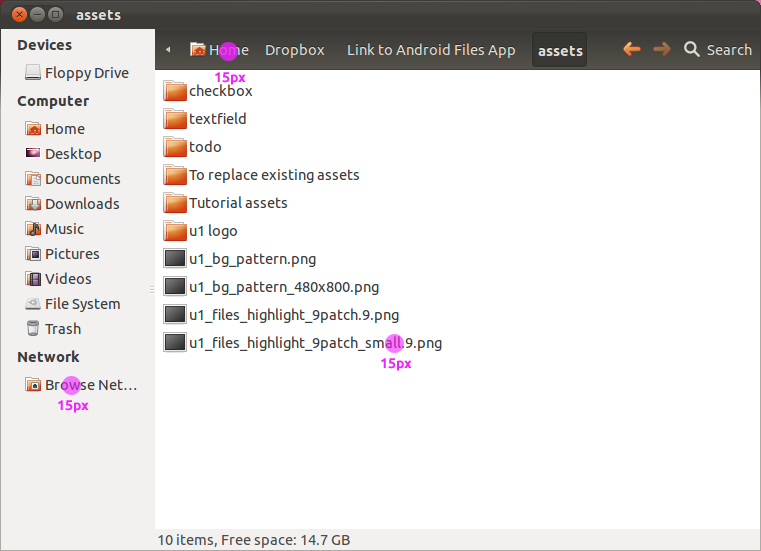 assets
Devices
Floppy Drive
Computer
Home
Desktop
Documents
Downloads
Music
Pictures
Videos
File System
Trash
Network
Browse Net...
15px
Home Dropbox Link to Android Files App assets Search
15px
checkbox
textfield
todo
To replace existing assets
Tutorial assets
u1 logo
u1_bg_pattern.png
u1_bg_pattern_480x800.png
u1_files_highlight_9patch.9.png
u1_files_highlight_9patch_small.9.png
15px
10 items, Free space: 14.7 GB